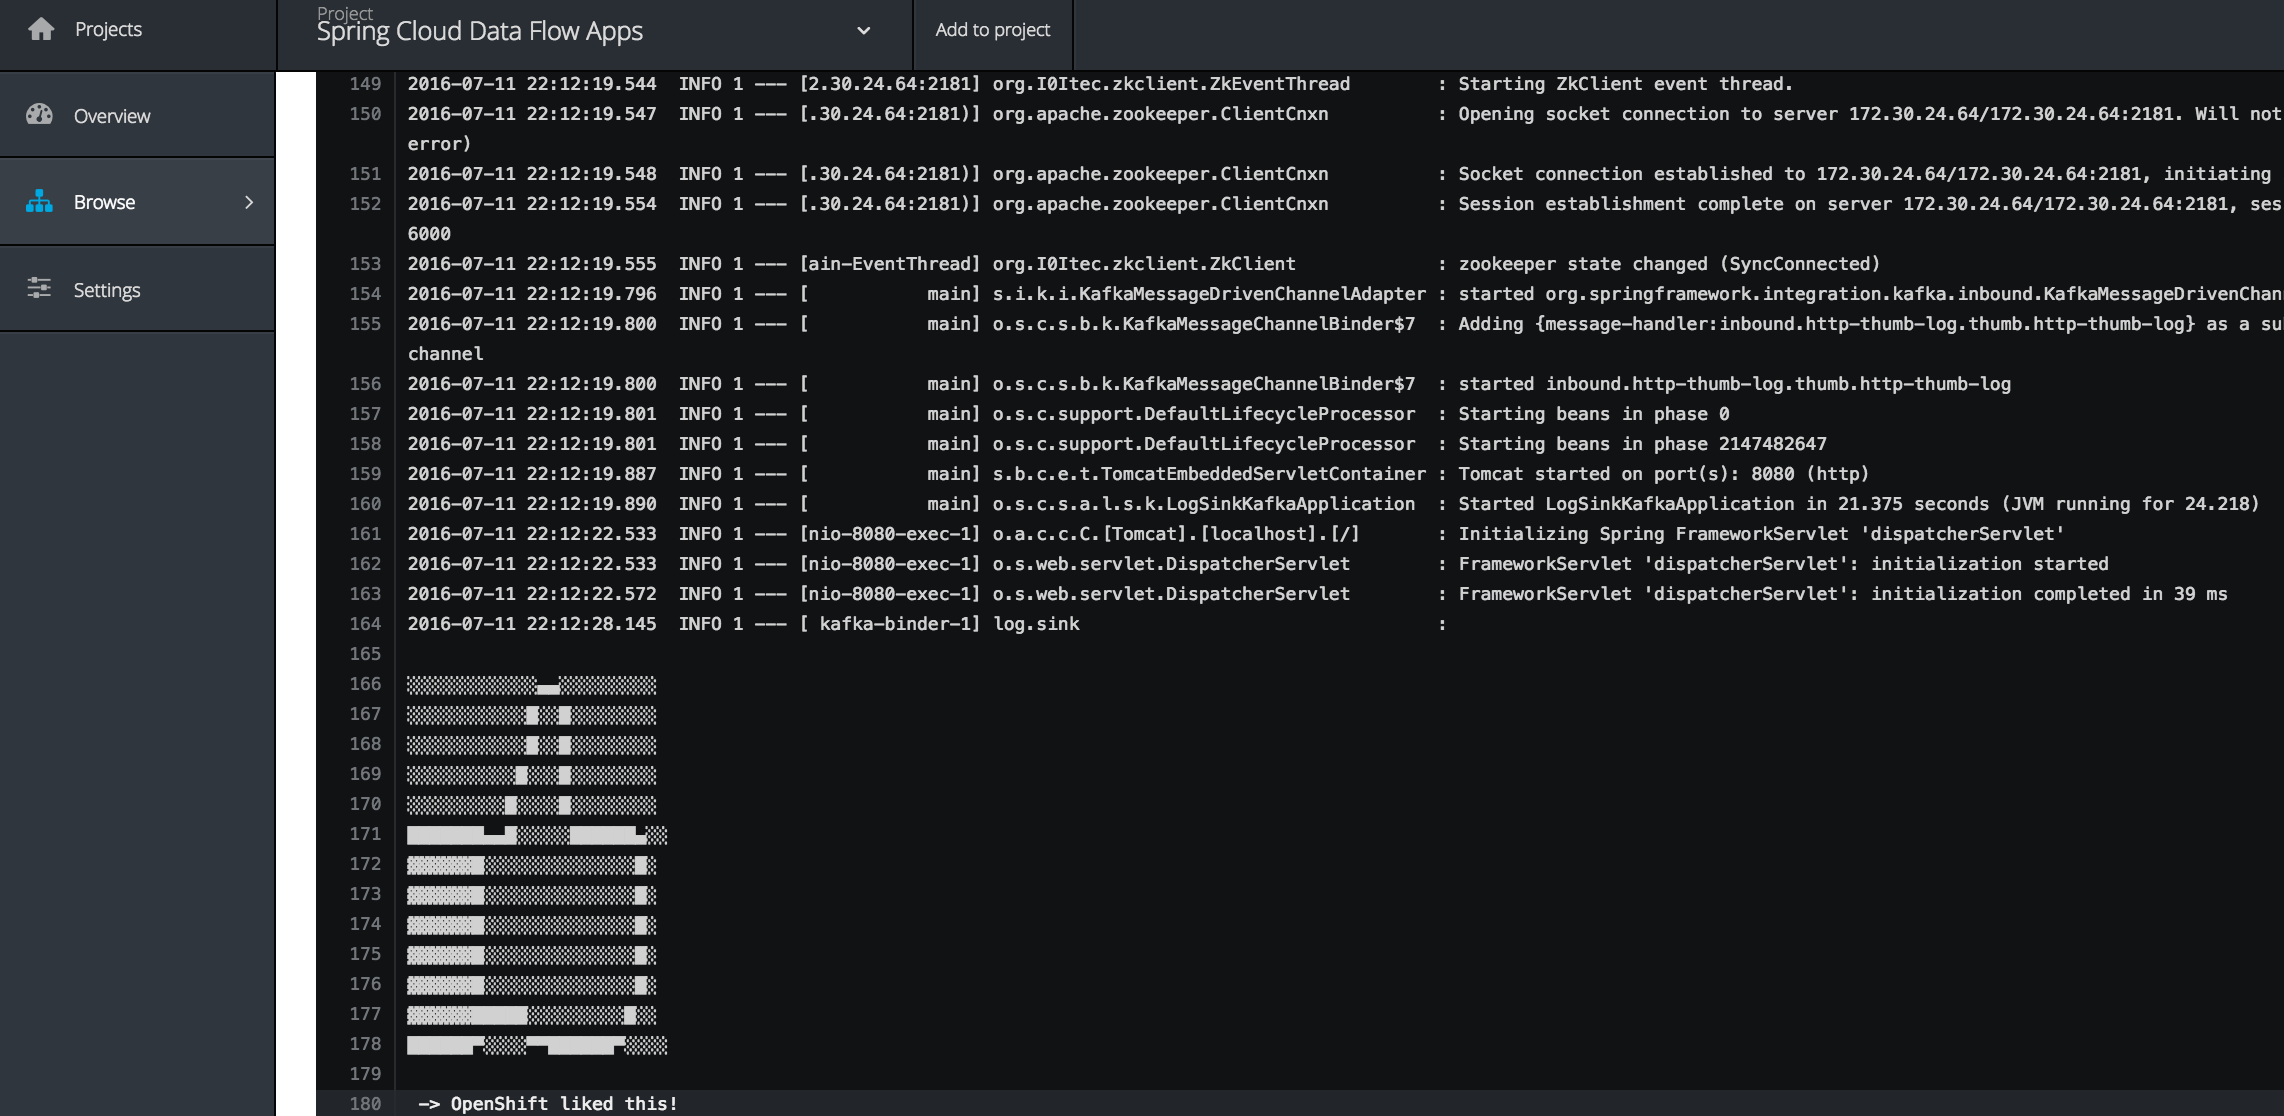 Projects
Project
Spring Cloud Data Flow Apps
Add to project
Overview
Browse
Settings
149 2016-07-11 22:12:19.544  INFO 1 --- [2.30.24.64:2181] org.I0Itec.zkclient.ZkEventThread        : Starting ZkClient event thread.
150 2016-07-11 22:12:19.547  INFO 1 --- [.30.24.64:2181)] org.apache.zookeeper.ClientCnxn          : Opening socket connection to server 172.30.24.64/172.30.24.64:2181. Will not
error)
151 2016-07-11 22:12:19.548  INFO 1 --- [.30.24.64:2181)] org.apache.zookeeper.ClientCnxn          : Socket connection established to 172.30.24.64/172.30.24.64:2181, initiating
152 2016-07-11 22:12:19.554  INFO 1 --- [.30.24.64:2181)] org.apache.zookeeper.ClientCnxn          : Session establishment complete on server 172.30.24.64/172.30.24.64:2181, ses
6000
153 2016-07-11 22:12:19.555  INFO 1 --- [ain-EventThread] org.I0Itec.zkclient.ZkClient             : zookeeper state changed (SyncConnected)
154 2016-07-11 22:12:19.796  INFO 1 --- [           main] s.i.k.i.KafkaMessageDrivenChannelAdapter : started org.springframework.integration.kafka.inbound.KafkaMessageDrivenChan
155 2016-07-11 22:12:19.800  INFO 1 --- [           main] o.s.c.s.b.k.KafkaMessageChannelBinder$7  : Adding {message-handler:inbound.http-thumb-log.thumb.http-thumb-log} as a su
channel
156 2016-07-11 22:12:19.800  INFO 1 --- [           main] o.s.c.s.b.k.KafkaMessageChannelBinder$7  : started inbound.http-thumb-log.thumb.http-thumb-log
157 2016-07-11 22:12:19.801  INFO 1 --- [           main] o.s.c.support.DefaultLifecycleProcessor  : Starting beans in phase 0
158 2016-07-11 22:12:19.801  INFO 1 --- [           main] o.s.c.support.DefaultLifecycleProcessor  : Starting beans in phase 2147482647
159 2016-07-11 22:12:19.887  INFO 1 --- [           main] s.b.c.e.t.TomcatEmbeddedServletContainer : Tomcat started on port(s): 8080 (http)
160 2016-07-11 22:12:19.890  INFO 1 --- [           main] o.s.c.s.a.l.s.k.LogSinkKafkaApplication  : Started LogSinkKafkaApplication in 21.375 seconds (JVM running for 24.218)
161 2016-07-11 22:12:22.533  INFO 1 --- [nio-8080-exec-1] o.a.c.c.C.[Tomcat].[localhost].[/]       : Initializing Spring FrameworkServlet 'dispatcherServlet'
162 2016-07-11 22:12:22.533  INFO 1 --- [nio-8080-exec-1] o.s.web.servlet.DispatcherServlet        : FrameworkServlet 'dispatcherServlet': initialization started
163 2016-07-11 22:12:22.572  INFO 1 --- [nio-8080-exec-1] o.s.web.servlet.DispatcherServlet        : FrameworkServlet 'dispatcherServlet': initialization completed in 39 ms
164 2016-07-11 22:12:28.145  INFO 1 --- [ kafka-binder-1] log.sink                                 :
165
166
167
168
169
170
171
172
173
174
175
176
177
178
179
180  -> OpenShift liked this!